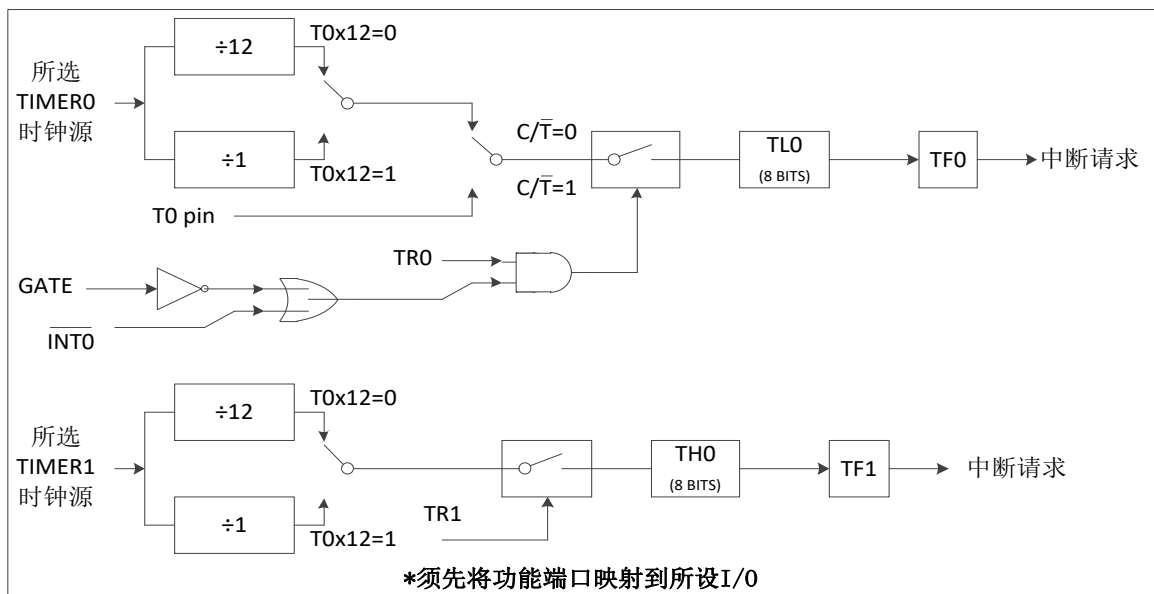 ÷12
T0x12=0
所选
TIMER0
时钟源
÷1
T0x12=1
C/T̅=0
C/T̅=1
TL0
(8 BITS)
TF0
中断请求
T0 pin
TR0
GATE
I̅N̅T̅0̅
÷12
T0x12=0
所选
TIMER1
时钟源
÷1
T0x12=1
TR1
TH0
(8 BITS)
TF1
中断请求
*须先将功能端口映射到所设I/O